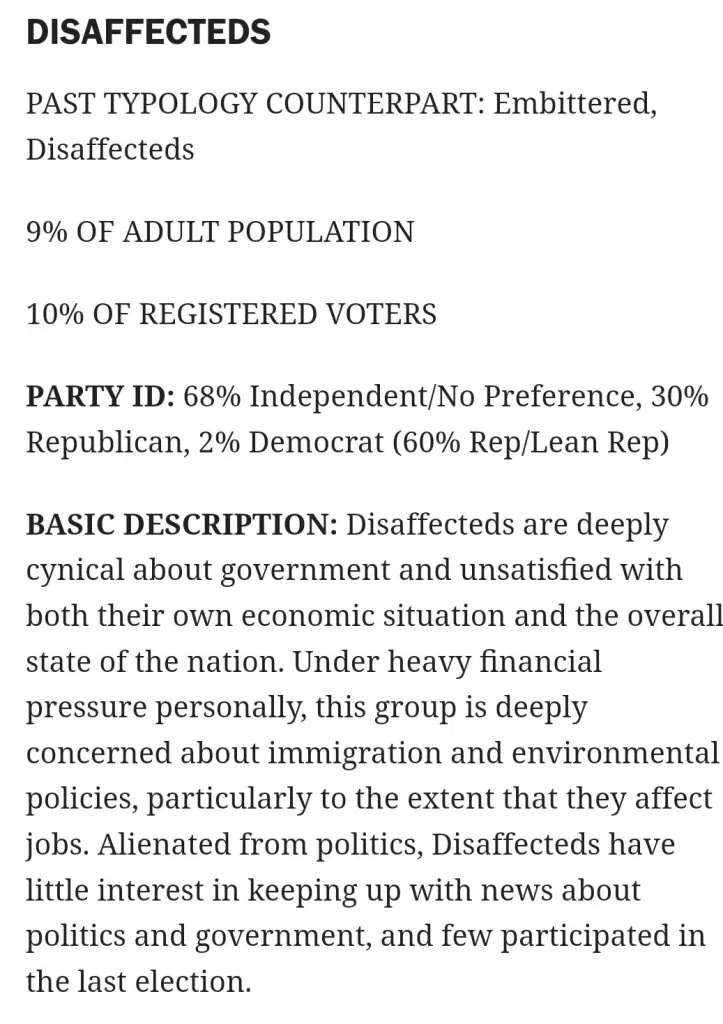 DISAFFECTEDS
PAST TYPOLOGY COUNTERPART: Embittered,
Disaffecteds
9% OF ADULT POPULATION
10% OF REGISTERED VOTERS
PARTY ID: 68% Independent/No Preference, 30%
Republican, 2% Democrat (60% Rep/Lean Rep)
BASIC DESCRIPTION: Disaffecteds are deeply
cynical about government and unsatisfied with
both their own economic situation and the overall
state of the nation. Under heavy financial
pressure personally, this group is deeply
concerned about immigration and environmental
policies, particularly to the extent that they affect
jobs. Alienated from politics, Disaffecteds have
little interest in keeping up with news about
politics and government, and few participated in
the last election.